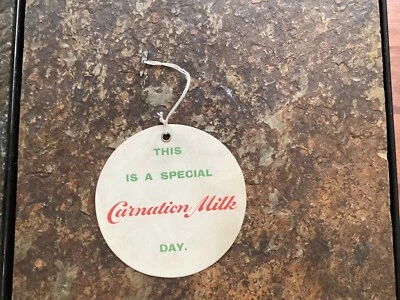 THIS
IS A SPECIAL
Carnation Milk
DAY.